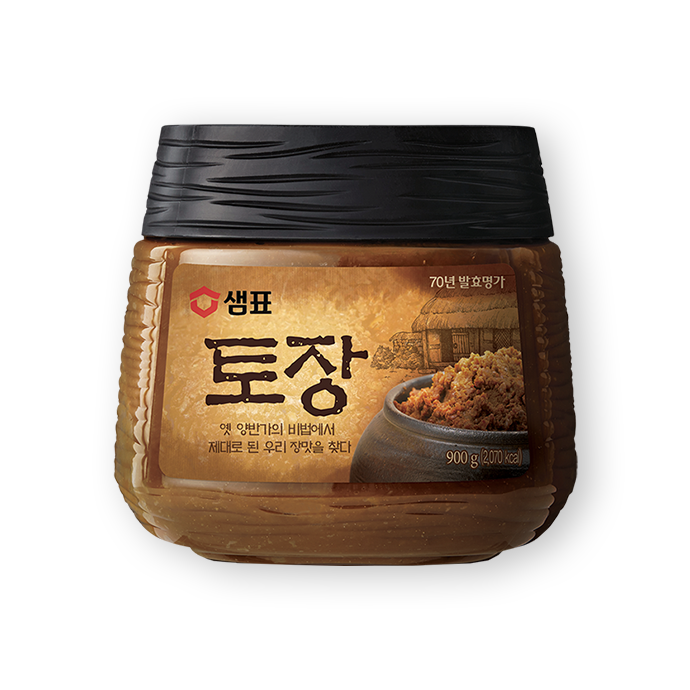 70년 발효명가
샘표
토장
옛 양반가의 비법에서
제대로 된 우리 장맛을 찾다
900 g (2,070 kcal)